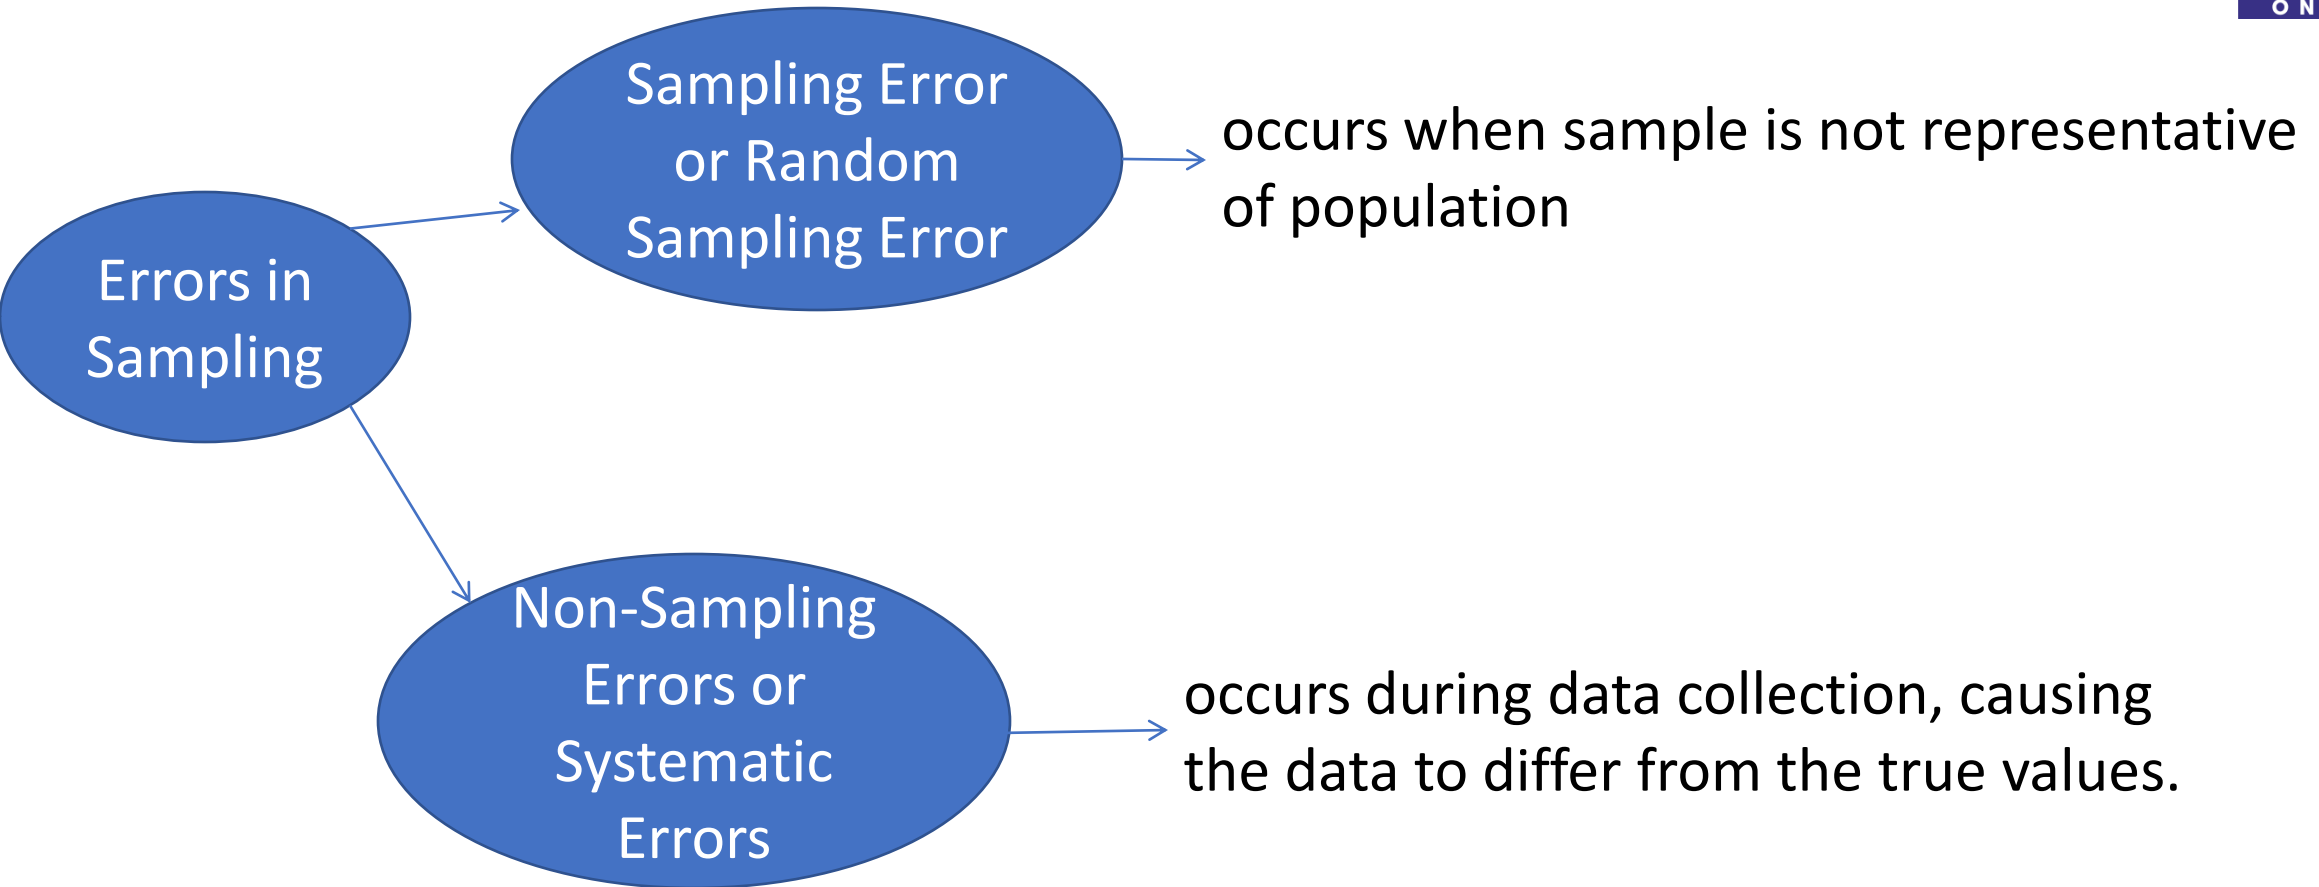 O N
Sampling Error
or Random
Sampling Error
occurs when sample is not representative
of population
Errors in
Sampling
Non-Sampling
Errors or
Systematic
Errors
occurs during data collection, causing
the data to differ from the true values.